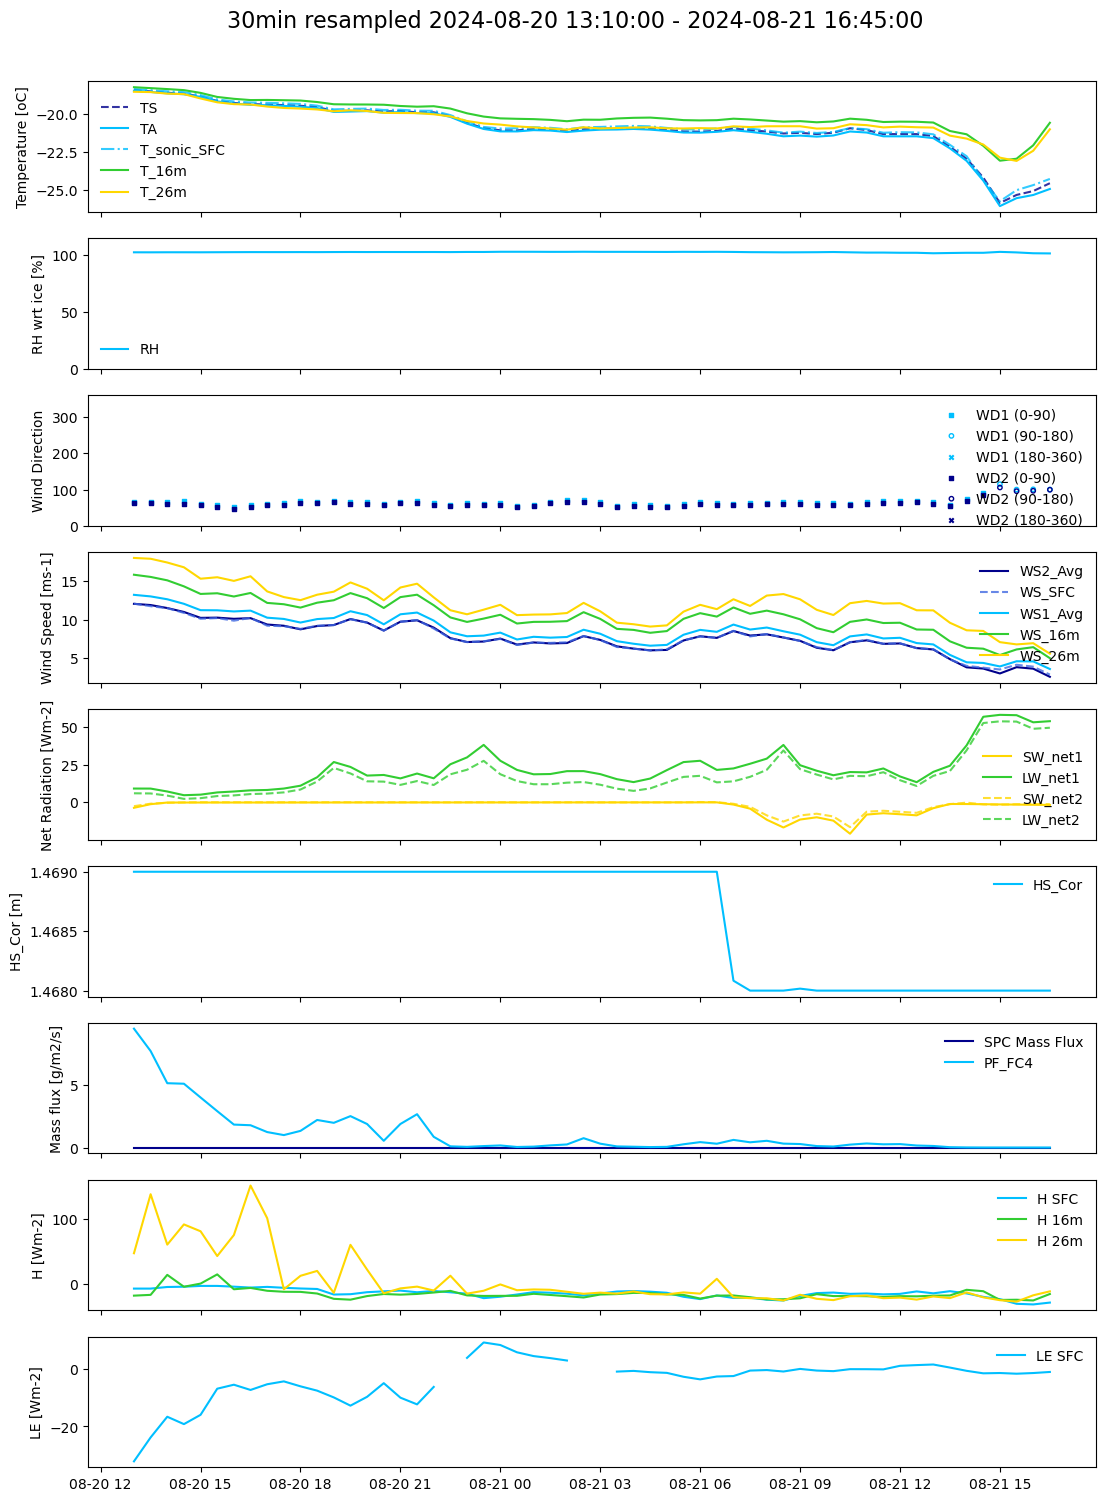 30min resampled 2024-08-20 13:10:00 - 2024-08-21 16:45:00
Temperature [oC]
−20.0
−22.5
−25.0
TS
TA
T_sonic_SFC
T_16m
T_26m
RH wrt ice [%]
100
50
0
RH
Wind Direction
300
200
100
0
WD1 (0-90)
WD1 (90-180)
WD1 (180-360)
WD2 (0-90)
WD2 (90-180)
WD2 (180-360)
Wind Speed [ms-1]
15
10
5
WS2_Avg
WS_SFC
WS1_Avg
WS_16m
WS_26m
Net Radiation [Wm-2]
50
25
0
SW_net1
LW_net1
SW_net2
LW_net2
HS_Cor [m]
1.4690
1.4685
1.4680
HS_Cor
Mass flux [g/m2/s]
5
0
SPC Mass Flux
PF_FC4
H [Wm-2]
100
0
H SFC
H 16m
H 26m
LE [Wm-2]
0
−20
LE SFC
08-20 12
08-20 15
08-20 18
08-20 21
08-21 00
08-21 03
08-21 06
08-21 09
08-21 12
08-21 15